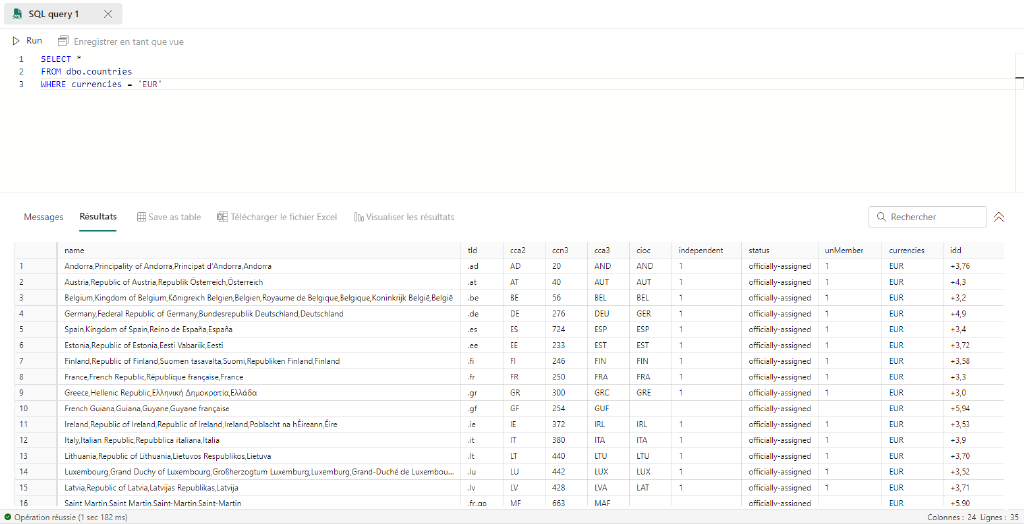 SQL query 1
Run Enregistrer en tant que vue
1 SELECT *
2 FROM dbo.countries
3 WHERE currencies = 'EUR'
Messages Résultats Save as table Télécharger le fichier Excel Visualiser les résultats Rechercher
name tld cca2 ccn3 cca3 cioc independent status unMember currencies idd
1 Andorra,Principality of Andorra,Principat d'Andorra,Andorra .ad AD 20 AND AND 1 officially-assigned 1 EUR +3,76
2 Austria,Republic of Austria,Republik Österreich,Österreich .at AT 40 AUT AUT 1 officially-assigned 1 EUR +4,3
3 Belgium,Kingdom of Belgium,Königreich Belgien,Belgien,Royaume de Belgique,Belgique,Koninkrijk België,België .be BE 56 BEL BEL 1 officially-assigned 1 EUR +3,2
4 Germany,Federal Republic of Germany,Bundesrepublik Deutschland,Deutschland .de DE 276 DEU GER 1 officially-assigned 1 EUR +4,9
5 Spain,Kingdom of Spain,Reino de España,España .es ES 724 ESP ESP 1 officially-assigned 1 EUR +3,4
6 Estonia,Republic of Estonia,Eesti Vabariik,Eesti .ee EE 233 EST EST 1 officially-assigned 1 EUR +3,72
7 Finland,Republic of Finland,Suomen tasavalta,Suomi,Republiken Finland,Finland .fi FI 246 FIN FIN 1 officially-assigned 1 EUR +3,58
8 France,French Republic,République française,France .fr FR 250 FRA FRA 1 officially-assigned 1 EUR +3,3
9 Greece,Hellenic Republic,Ελληνική Δημοκρατία,Ελλάδα .gr GR 300 GRC GRE 1 officially-assigned 1 EUR +3,0
10 French Guiana,Guiana,Guyane,Guyane française .gf GF 254 GUF officially-assigned EUR +5,94
11 Ireland,Republic of Ireland,Republic of Ireland,Ireland,Poblacht na hÉireann,Éire .ie IE 372 IRL IRL 1 officially-assigned 1 EUR +3,53
12 Italy,Italian Republic,Repubblica italiana,Italia .it IT 380 ITA ITA 1 officially-assigned 1 EUR +3,9
13 Lithuania,Republic of Lithuania,Lietuvos Respublikos,Lietuva .lt LT 440 LTU LTU 1 officially-assigned 1 EUR +3,70
14 Luxembourg,Grand Duchy of Luxembourg,Großherzogtum Luxemburg,Luxemburg,Grand-Duché de Luxembou... .lu LU 442 LUX LUX 1 officially-assigned 1 EUR +3,52
15 Latvia,Republic of Latvia,Latvijas Republikas,Latvija .lv LV 428 LVA LAT 1 officially-assigned 1 EUR +3,71
16 Saint Martin,Saint Martin,Saint-Martin,Saint-Martin .fr,.gp MF 663 MAF officially-assigned EUR +5,90
Opération réussie (1 sec 182 ms) Colonnes : 24 Lignes : 35